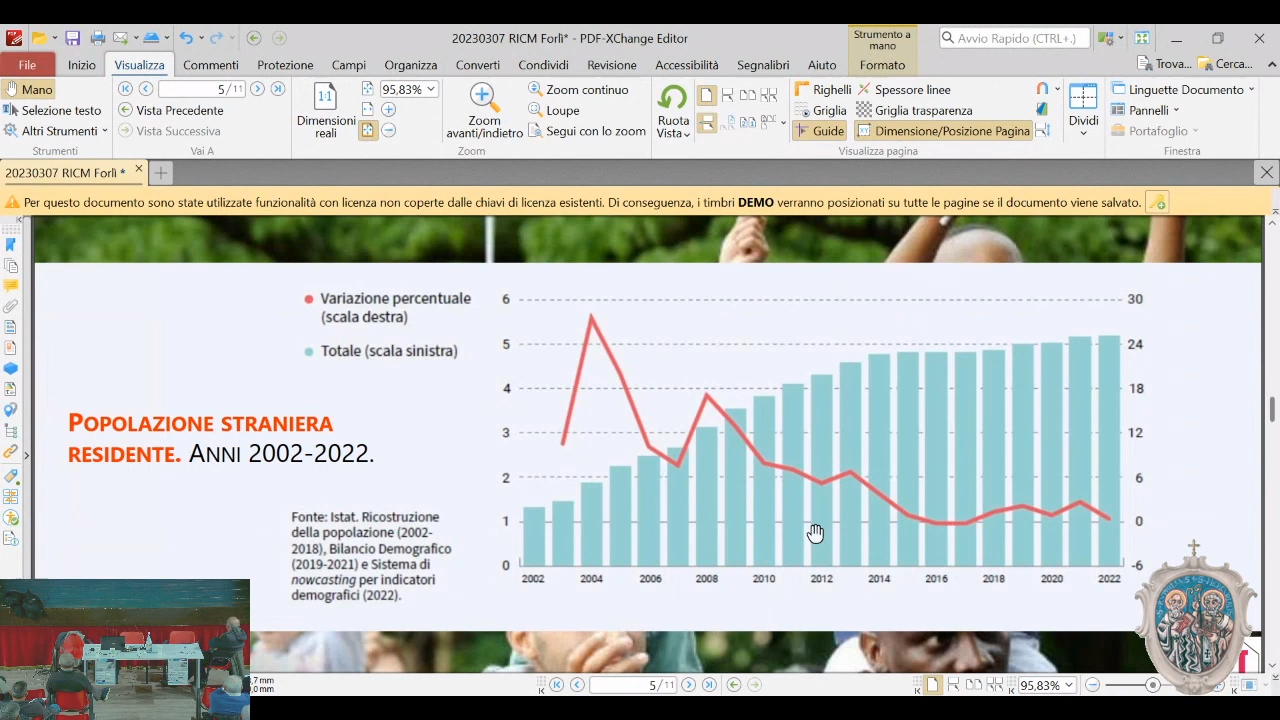 20230307 RICM Forlì* - PDF-XChange Editor
Strumento a mano
Avvio Rapido (CTRL+.)
File Inizio Visualizza Commenti Protezione Campi Organizza Converti Condividi Revisione Accessibilità Segnalibri Aiuto Formato Trova... Cerca...
Mano
Selezione testo
Altri Strumenti
Strumenti
5 /11
Vista Precedente
Vista Successiva
Vai A
1:1
Dimensioni reali
95,83%
Zoom avanti/indietro
Zoom continuo
Loupe
Segui con lo zoom
Zoom
Ruota Vista
Righelli
Spessore linee
Griglia
Griglia trasparenza
Guide
Dimensione/Posizione Pagina
Visualizza pagina
Dividi
Linguette Documento
Pannelli
Portafoglio
Finestra
20230307 RICM Forlì *
Per questo documento sono state utilizzate funzionalità con licenza non coperte dalle chiavi di licenza esistenti. Di conseguenza, i timbri DEMO verranno posizionati su tutte le pagine se il documento viene salvato.
Variazione percentuale
(scala destra)
Totale (scala sinistra)
POPOLAZIONE STRANIERA
RESIDENTE. ANNI 2002-2022.
Fonte: Istat. Ricostruzione
della popolazione (2002-
2018), Bilancio Demografico
(2019-2021) e Sistema di
nowcasting per indicatori
demografici (2022).
6 30
5 24
4 18
3 12
2 6
1 0
0 -6
2002 2004 2006 2008 2010 2012 2014 2016 2018 2020 2022
5 /11
95,83%